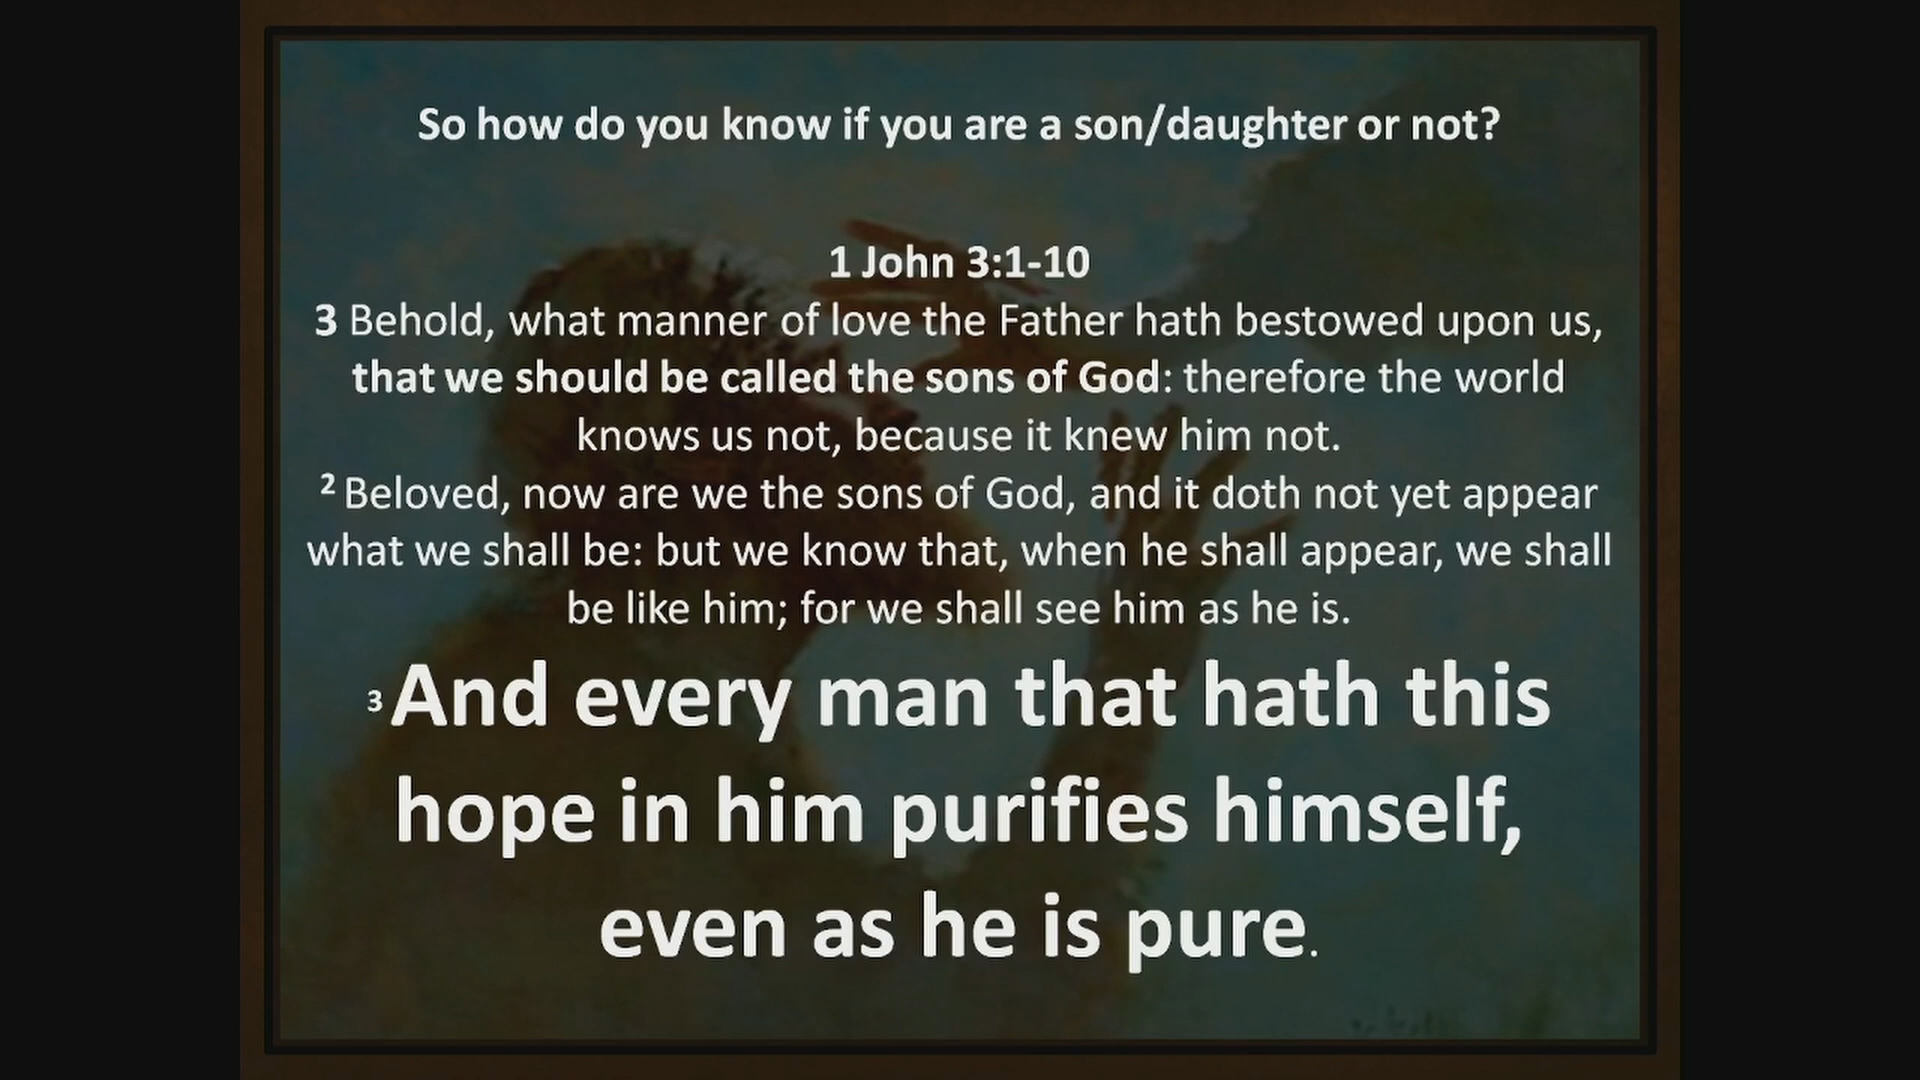 So how do you know if you are a son/daughter or not?
1 John 3:1-10
3 Behold, what manner of love the Father hath bestowed upon us,
that we should be called the sons of God: therefore the world
knows us not, because it knew him not.
2 Beloved, now are we the sons of God, and it doth not yet appear
what we shall be: but we know that, when he shall appear, we shall
be like him; for we shall see him as he is.
3 And every man that hath this
hope in him purifies himself,
even as he is pure.